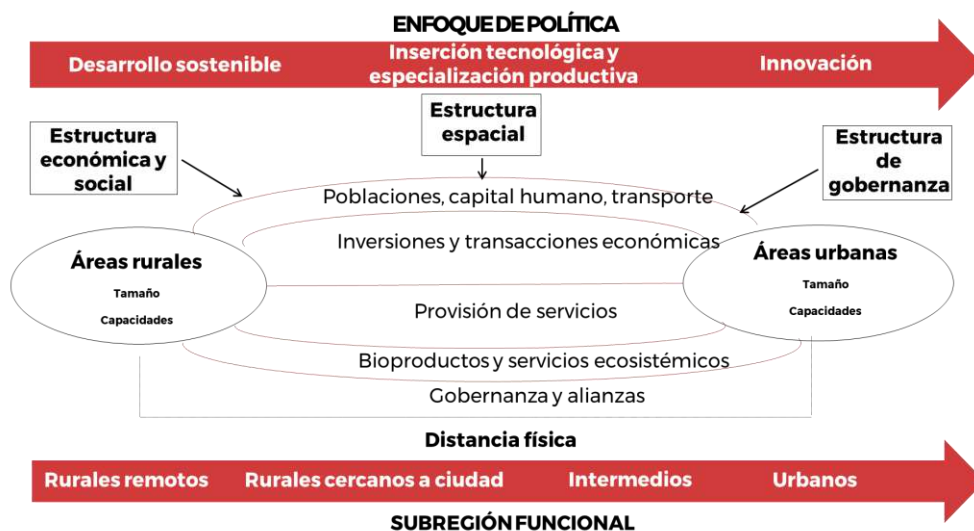 ENFOQUE DE POLÍTICA
Desarrollo sostenible
Inserción tecnológica y
especialización productiva
Innovación
Estructura
económica y
social
Estructura
espacial
Estructura
de
gobernanza
Poblaciones, capital humano, transporte
Inversiones y transacciones económicas
Áreas rurales
Tamaño
Capacidades
Áreas urbanas
Tamaño
Capacidades
Provisión de servicios
Bioproductos y servicios ecosistémicos
Gobernanza y alianzas
Distancia física
Rurales remotos
Rurales cercanos a ciudad
Intermedios
Urbanos
SUBREGIÓN FUNCIONAL